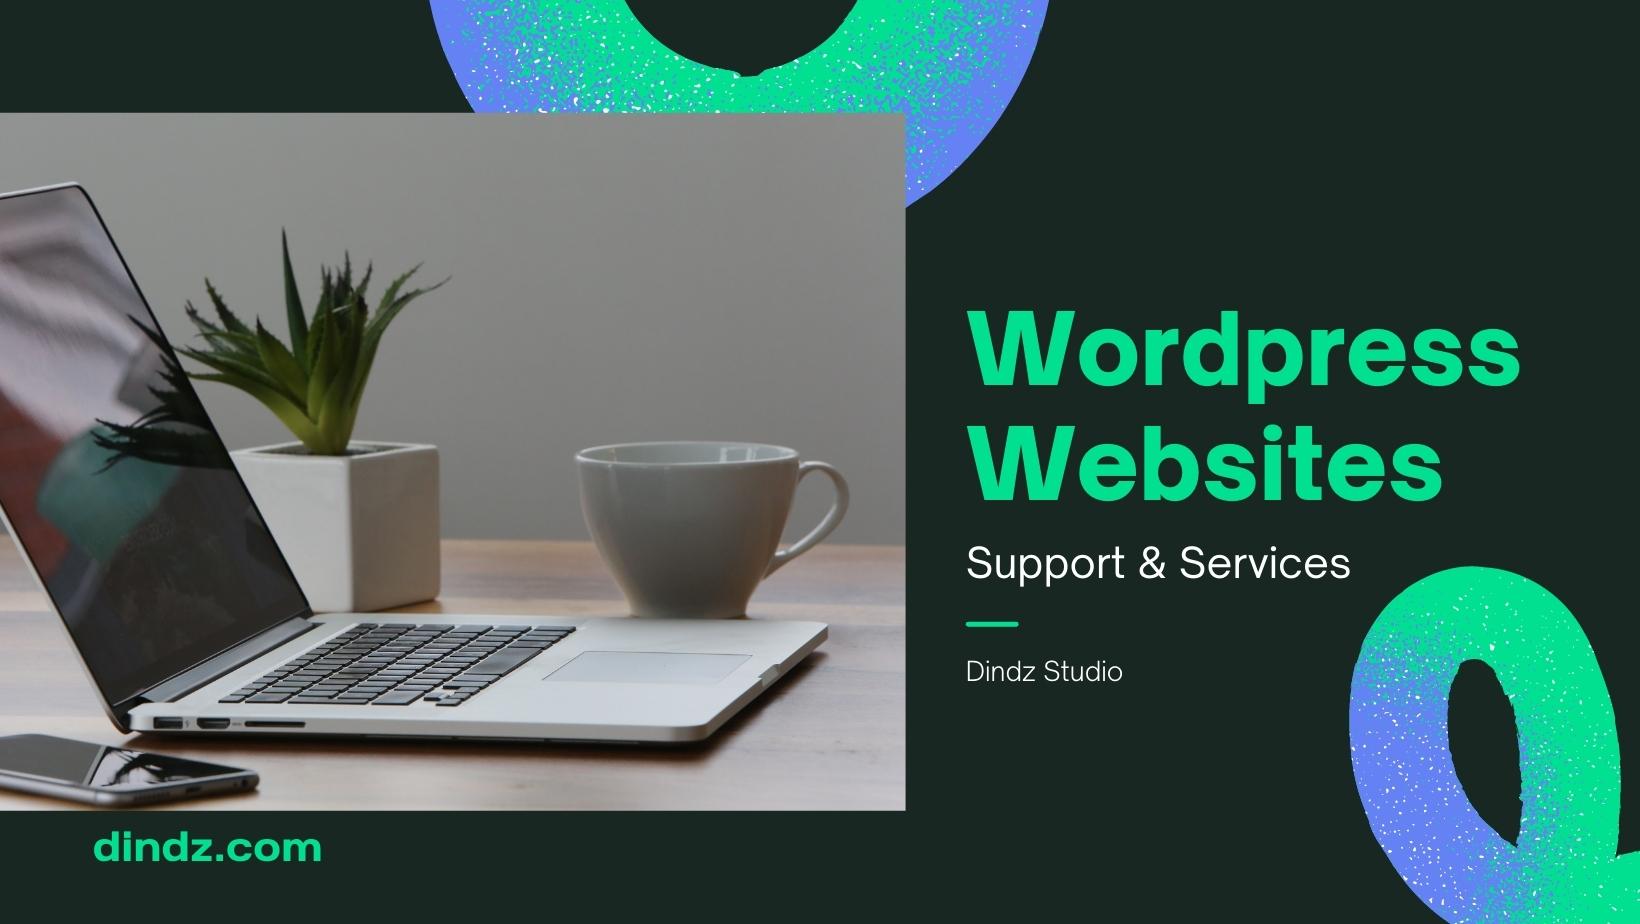 Wordpress
Websites
Support & Services
Dindz Studio
dindz.com